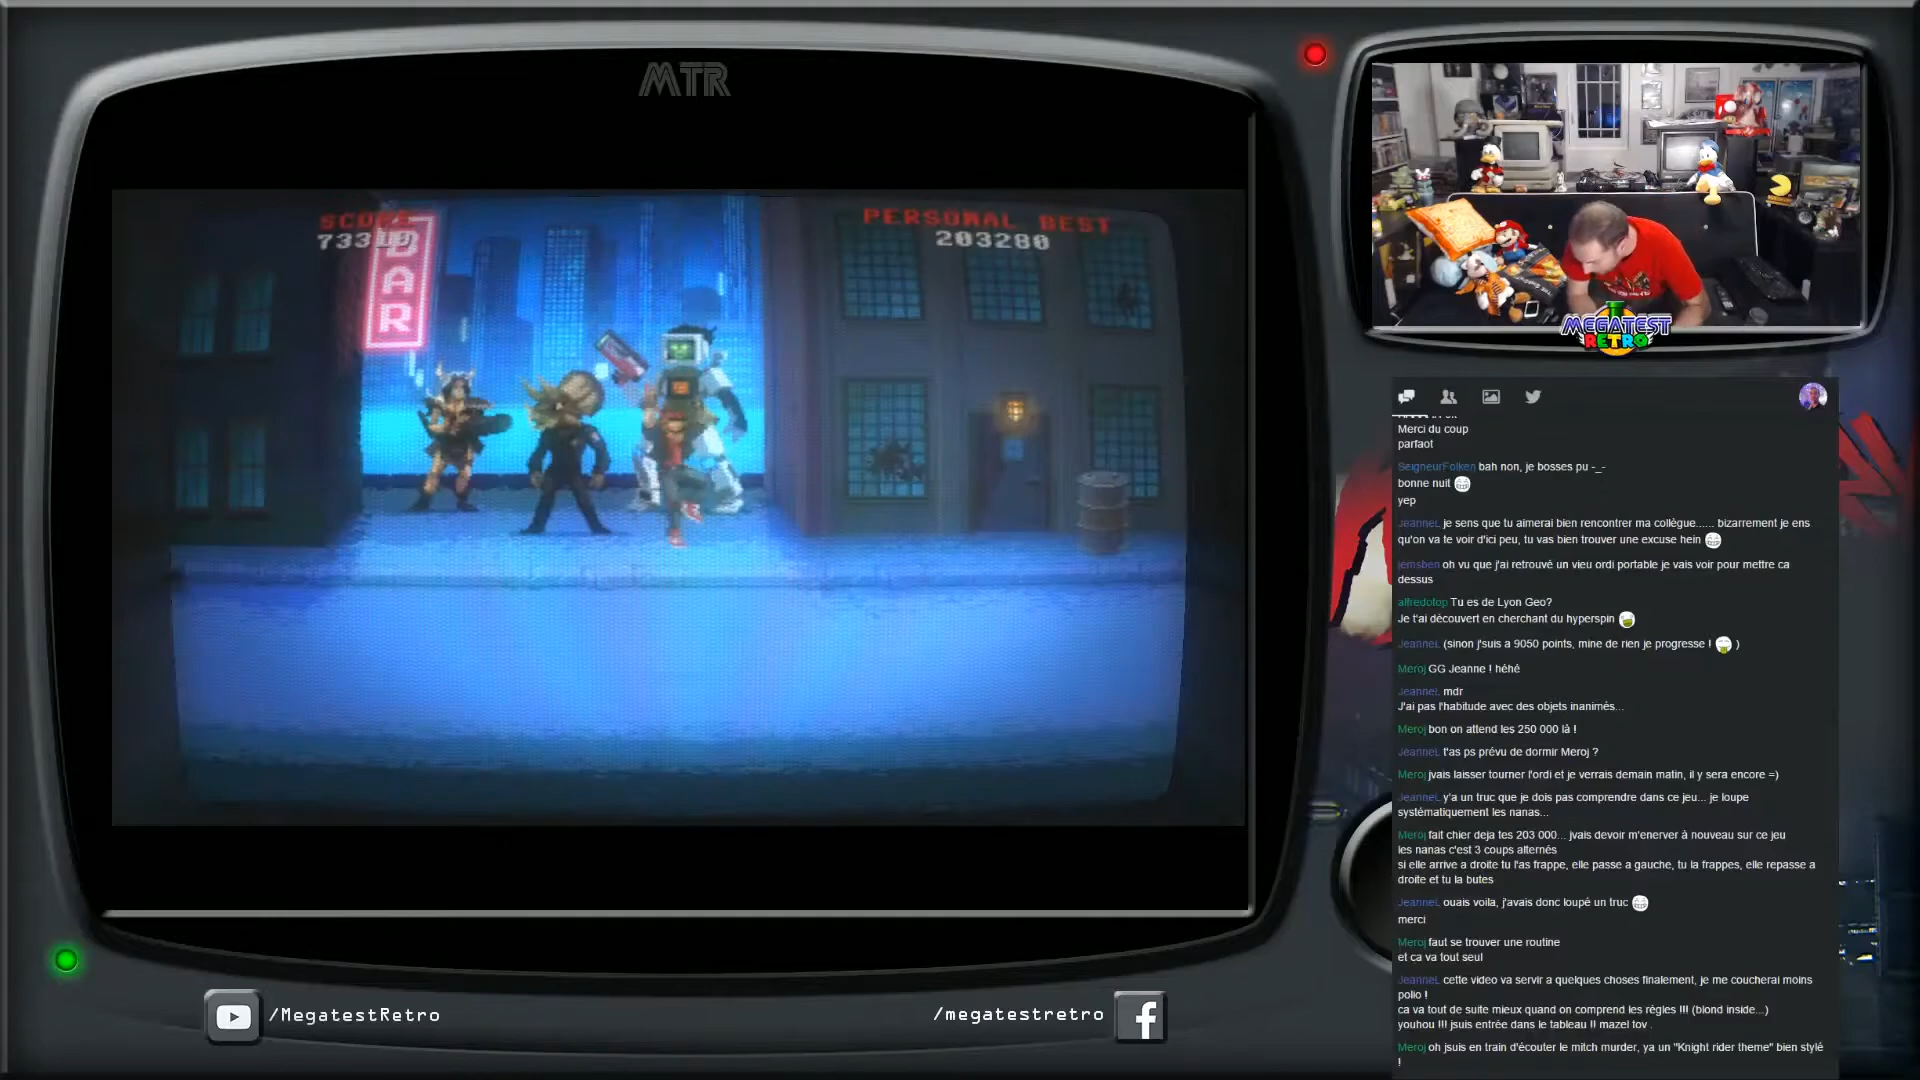 MTR
SCORE
PERSONAL BEST
203280
BAR
MEGATEST
RETRO
Merci du coup
parfaot
SeigneurFolken bah non, je bosses pu -_-
bonne nuit
yep
JeanneL je sens que tu aimerai bien rencontrer ma collègue...... bizarrement je ens
qu'on va te voir d'ici peu, tu vas bien trouver une excuse hein
jemsben oh vu que j'ai retrouvé un vieu ordi portable je vais voir pour mettre ca
dessus
alfredolop Tu es de Lyon Geo?
Je t'ai découvert en cherchant du hyperspin
JeanneL (sinon j'suis a 9050 points, mine de rien je progresse ! )
Meroj GG Jeanne ! héhé
JeanneL mdr
J'ai pas l'habitude avec des objets inanimés...
Meroj bon on attend les 250 000 là !
JeanneL t'as ps prévu de dormir Meroj ?
Meroj jvais laisser tourner l'ordi et je verrais demain matin, il y sera encore =)
JeanneL y'a un truc que je dois pas comprendre dans ce jeu... je loupe
systématiquement les nanas...
Meroj fait chier deja tes 203 000... jvais devoir m'enerver à nouveau sur ce jeu
les nanas c'est 3 coups alternés
si elle arrive a droite tu l'as frappe, elle passe a gauche, tu la frappes, elle repasse a
droite et tu la butes
JeanneL ouais voila, j'avais donc loupé un truc
merci
Meroj faut se trouver une routine
et ca va tout seul
JeanneL cette video va servir a quelques choses finalement, je me coucherai moins
polio !
ca va tout de suite mieux quand on comprend les règles !!! (blond inside...)
youhou !!! jsuis entrée dans le tableau !! mazel tov .
Meroj oh jsuis en train d'écouter le mitch murder, ya un "Knight rider theme" bien stylé
!
/MegatestRetro
/megatestretro